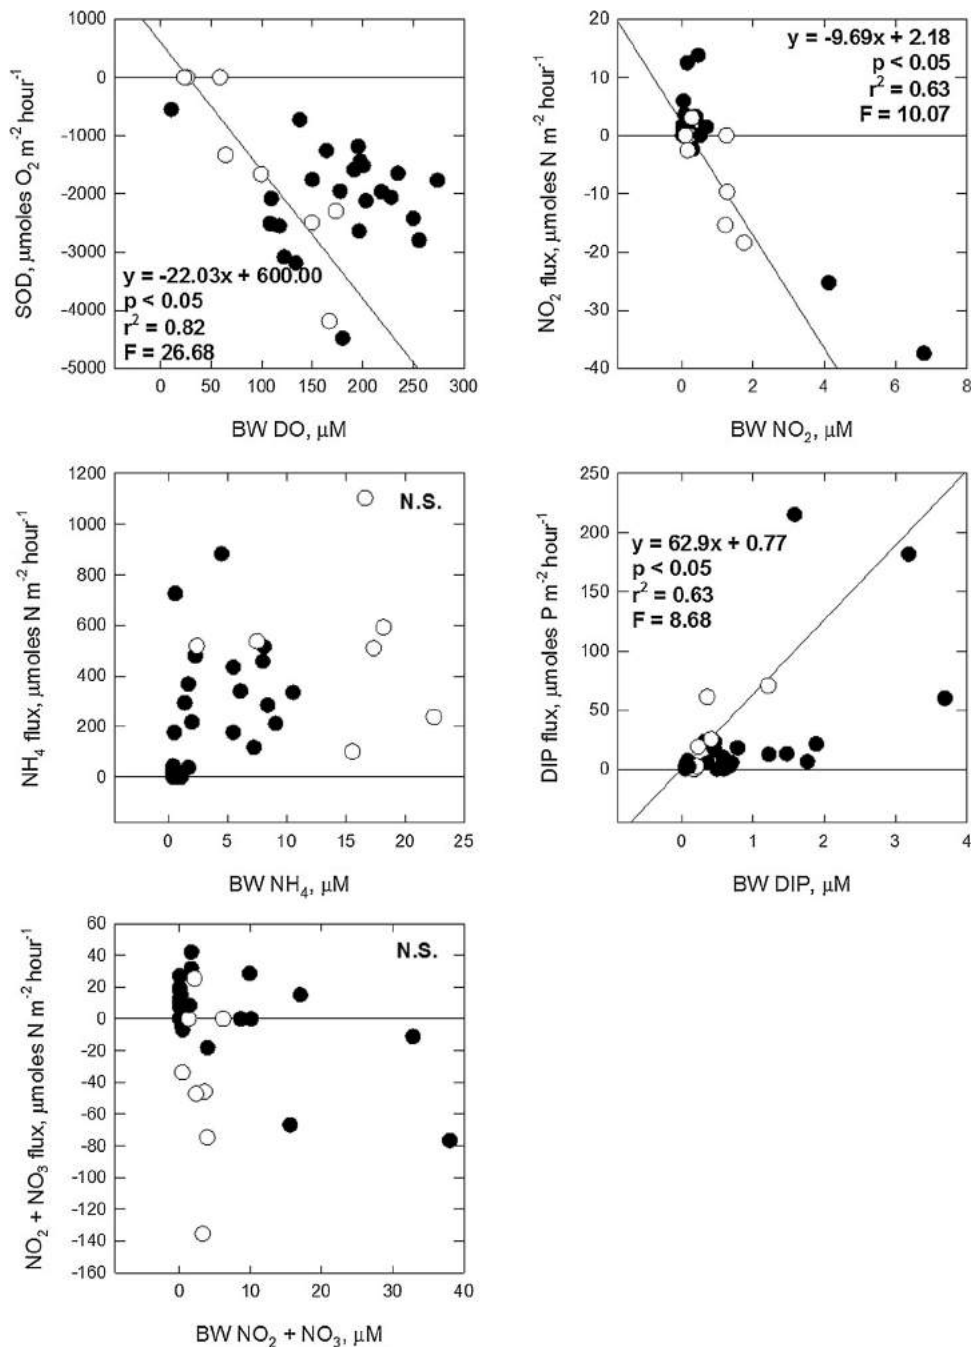 1000
0
-1000
-2000
-3000
-4000
-5000
SOD, µmoles O₂ m⁻² hour⁻¹
y = -22.03x + 600.00
p < 0.05
r² = 0.82
F = 26.68
0 50 100 150 200 250 300
BW DO, µM
20
10
0
-10
-20
-30
-40
NO₂ flux, µmoles N m⁻² hour⁻¹
y = -9.69x + 2.18
p < 0.05
r² = 0.63
F = 10.07
0 2 4 6 8
BW NO₂, µM
1200
1000
800
600
400
200
0
NH₄ flux, µmoles N m⁻² hour⁻¹
N.S.
0 5 10 15 20 25
BW NH₄, µM
250
200
150
100
50
0
DIP flux, µmoles P m⁻² hour⁻¹
y = 62.9x + 0.77
p < 0.05
r² = 0.63
F = 8.68
0 1 2 3 4
BW DIP, µM
60
40
20
0
-20
-40
-60
-80
-100
-120
-140
-160
NO₂ + NO₃ flux, µmoles N m⁻² hour⁻¹
N.S.
0 10 20 30 40
BW NO₂ + NO₃, µM